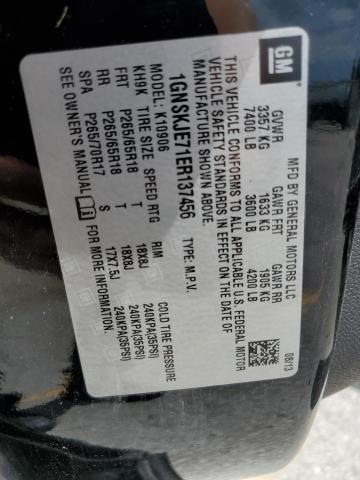 GM
MFD BY GENERAL MOTORS LLC 08/13
GVWR GAWR FRT GAWR RR
3357 KG 1633 KG 1905 KG
7400 LB 3600 LB 4200 LB
THIS VEHICLE CONFORMS TO ALL APPLICABLE U.S. FEDERAL MOTOR
VEHICLE SAFETY STANDARDS IN EFFECT ON THE DATE OF
MANUFACTURE SHOWN ABOVE.
1GNSKJE71ER137456 TYPE: M.P.V.
MODEL: K10906
KH9K TIRE SIZE SPEED RTG RIM COLD TIRE PRESSURE
FRT P265/65R18 T 18X8J 240KPA(35PSI)
RR P265/65R18 T 18X8J 240KPA(35PSI)
SPA P265/70R17 S 17X7.5J 240KPA(35PSI)
SEE OWNER'S MANUAL